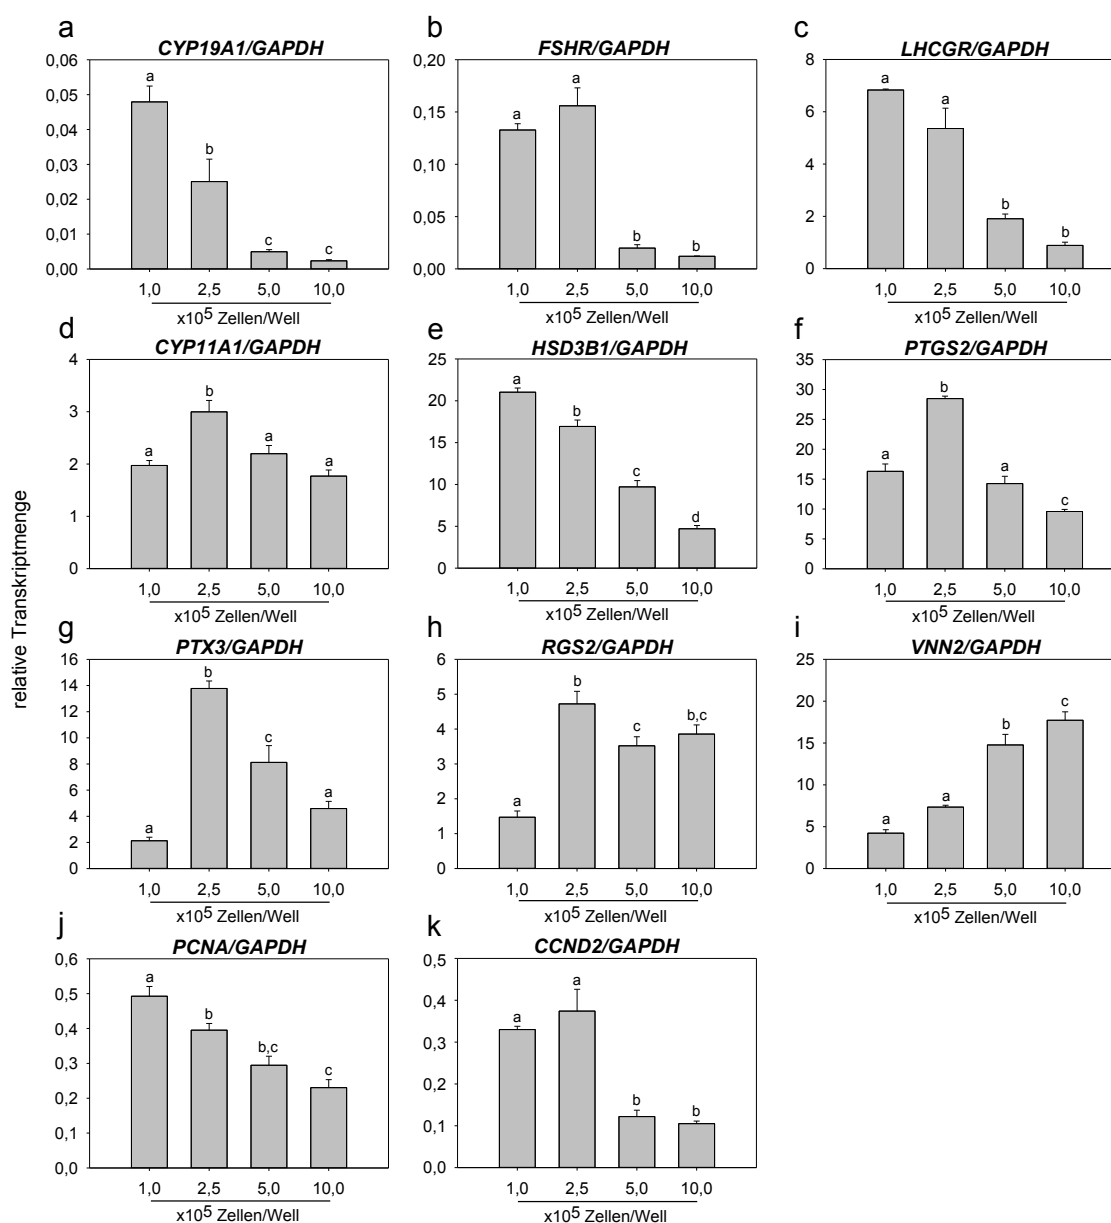 relative Transkriptmenge
a
CYP19A1/GAPDH
0,06
0,05
0,04
0,03
0,02
0,01
0,00
a
b
c
c
1,0 2,5 5,0 10,0
x10⁵ Zellen/Well
b
FSHR/GAPDH
0,20
0,15
0,10
0,05
0,00
a
a
b
b
1,0 2,5 5,0 10,0
x10⁵ Zellen/Well
c
LHCGR/GAPDH
8
6
4
2
0
a
a
b
b
1,0 2,5 5,0 10,0
x10⁵ Zellen/Well
d
CYP11A1/GAPDH
4
3
2
1
0
a
b
a
a
1,0 2,5 5,0 10,0
x10⁵ Zellen/Well
e
HSD3B1/GAPDH
25
20
15
10
5
0
a
b
c
d
1,0 2,5 5,0 10,0
x10⁵ Zellen/Well
f
PTGS2/GAPDH
35
30
25
20
15
10
5
0
a
b
a
c
1,0 2,5 5,0 10,0
x10⁵ Zellen/Well
g
PTX3/GAPDH
16
14
12
10
8
6
4
2
0
a
b
c
a
1,0 2,5 5,0 10,0
x10⁵ Zellen/Well
h
RGS2/GAPDH
6
5
4
3
2
1
0
a
b
c
b,c
1,0 2,5 5,0 10,0
x10⁵ Zellen/Well
i
VNN2/GAPDH
25
20
15
10
5
0
a
a
b
c
1,0 2,5 5,0 10,0
x10⁵ Zellen/Well
j
PCNA/GAPDH
0,6
0,5
0,4
0,3
0,2
0,1
0,0
a
b
b,c
c
1,0 2,5 5,0 10,0
x10⁵ Zellen/Well
k
CCND2/GAPDH
0,5
0,4
0,3
0,2
0,1
0,0
a
a
b
b
1,0 2,5 5,0 10,0
x10⁵ Zellen/Well